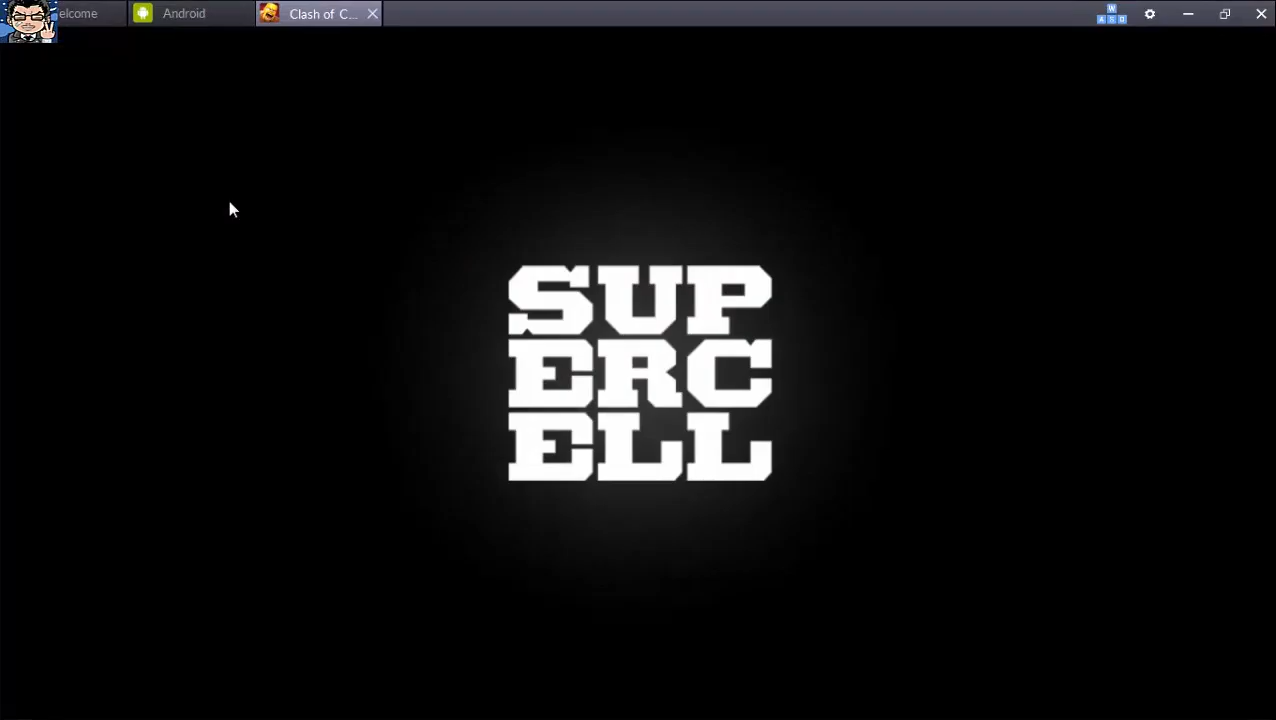 elcome
Android
Clash of C...
W
A S D
SUP
ERC
ELL